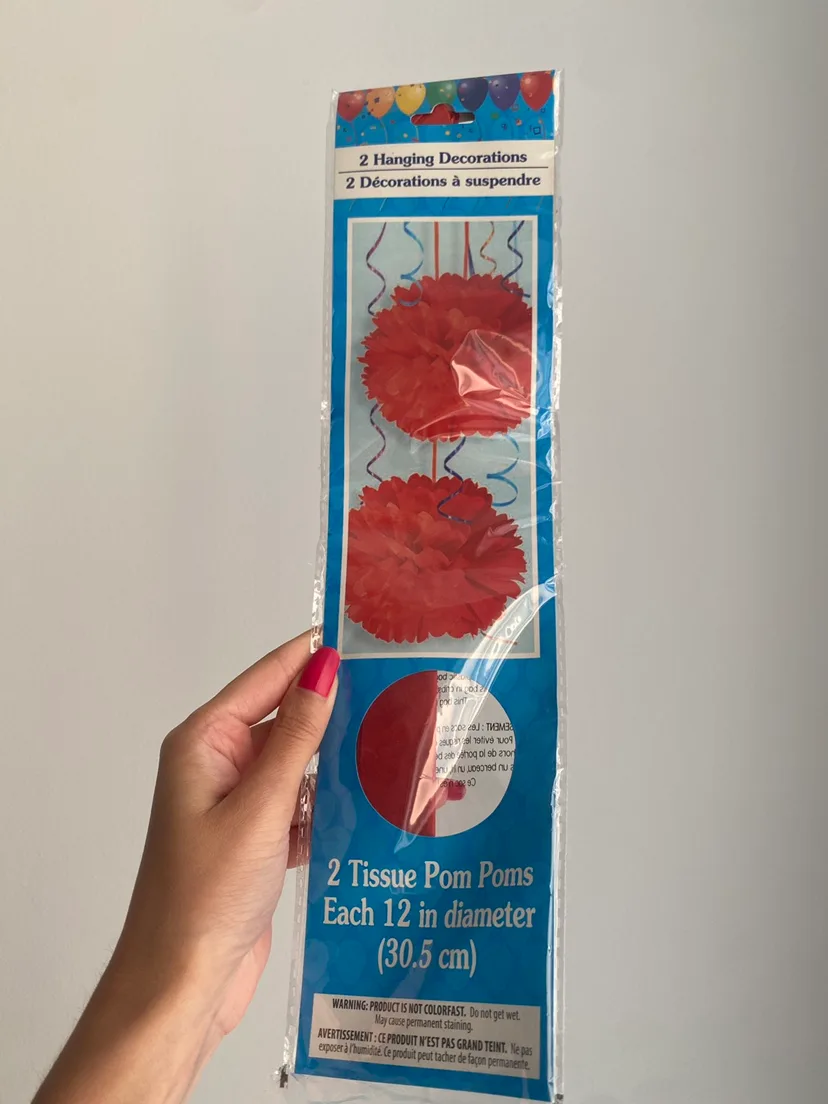 2 Hanging Decorations
2 Décorations à suspendre
2 Tissue Pom Poms
Each 12 in diameter
(30.5 cm)
WARNING: PRODUCT IS NOT COLORFAST. Do not get wet.
May cause permanent staining.
AVERTISSEMENT : CE PRODUIT N'EST PAS GRAND TEINT. Ne pas
exposer à l'humidité. Ce produit peut tacher de façon permanente.